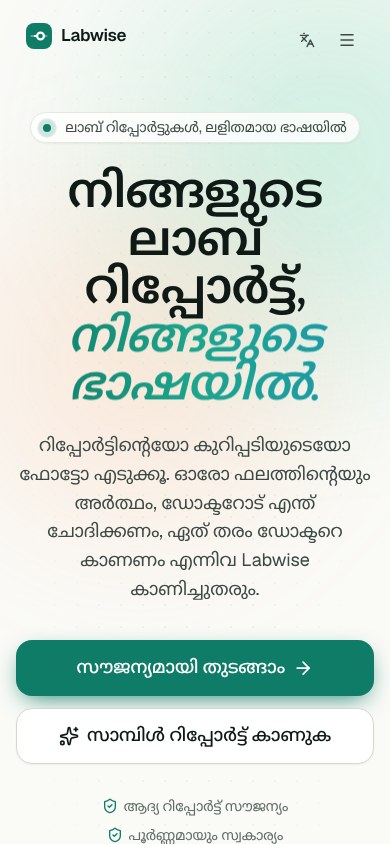 Labwise
ലാബ് റിപ്പോർട്ടുകൾ, ലളിതമായ ഭാഷയിൽ
നിങ്ങളുടെ
ലാബ്
റിപ്പോർട്ട്,
നിങ്ങളുടെ
ഭാഷയിൽ.
റിപ്പോർട്ടിന്റെയോ കുറിപ്പടിയുടെയോ
ഫോട്ടോ എടുക്കൂ. ഓരോ ഫലത്തിന്റെയും
അർത്ഥം, ഡോക്ടറോട് എന്ത്
ചോദിക്കണം, ഏത് തരം ഡോക്ടറെ
കാണണം എന്നിവ Labwise
കാണിച്ചുതരും.
സൗജന്യമായി തുടങ്ങാം
സാമ്പിൾ റിപ്പോർട്ട് കാണുക
ആദ്യ റിപ്പോർട്ട് സൗജന്യം
പൂർണ്ണമായും സ്വകാര്യം